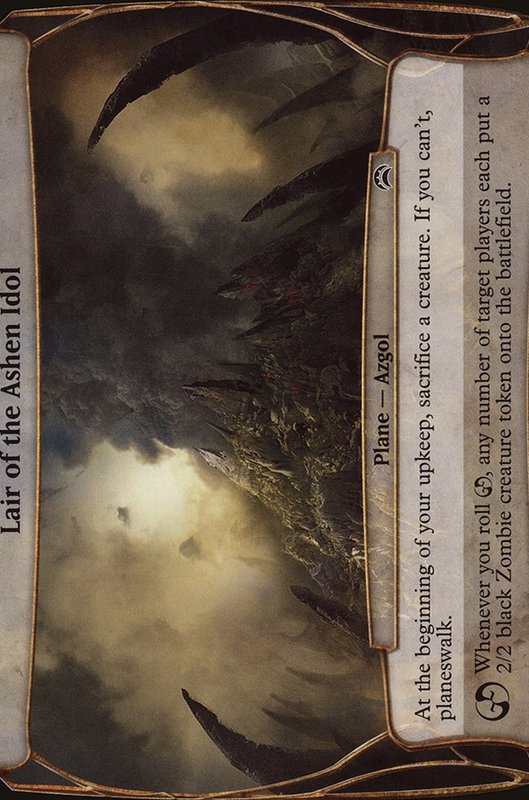 Lair of the Ashen Idol
Plane — Azgol
At the beginning of your upkeep, sacrifice a creature. If you can't,
planeswalk.
Whenever you roll , any number of target players each put a
2/2 black Zombie creature token onto the battlefield.